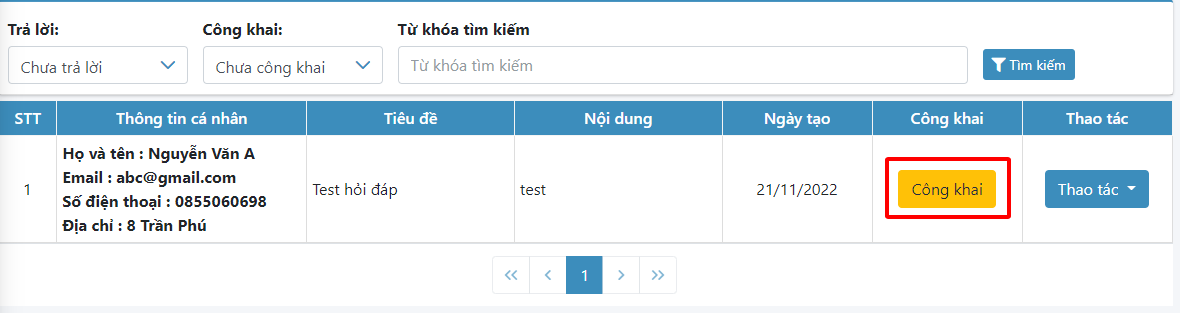 Trả lời: Công khai: Từ khóa tìm kiếm
Chưa trả lời Chưa công khai Từ khóa tìm kiếm Tìm kiếm
STT Thông tin cá nhân Tiêu đề Nội dung Ngày tạo Công khai Thao tác
Họ và tên : Nguyễn Văn A
Email : abc@gmail.com
Số điện thoại : 0855060698
Địa chỉ : 8 Trần Phú
1 Test hỏi đáp test 21/11/2022 Công khai Thao tác
« ‹ 1 › »